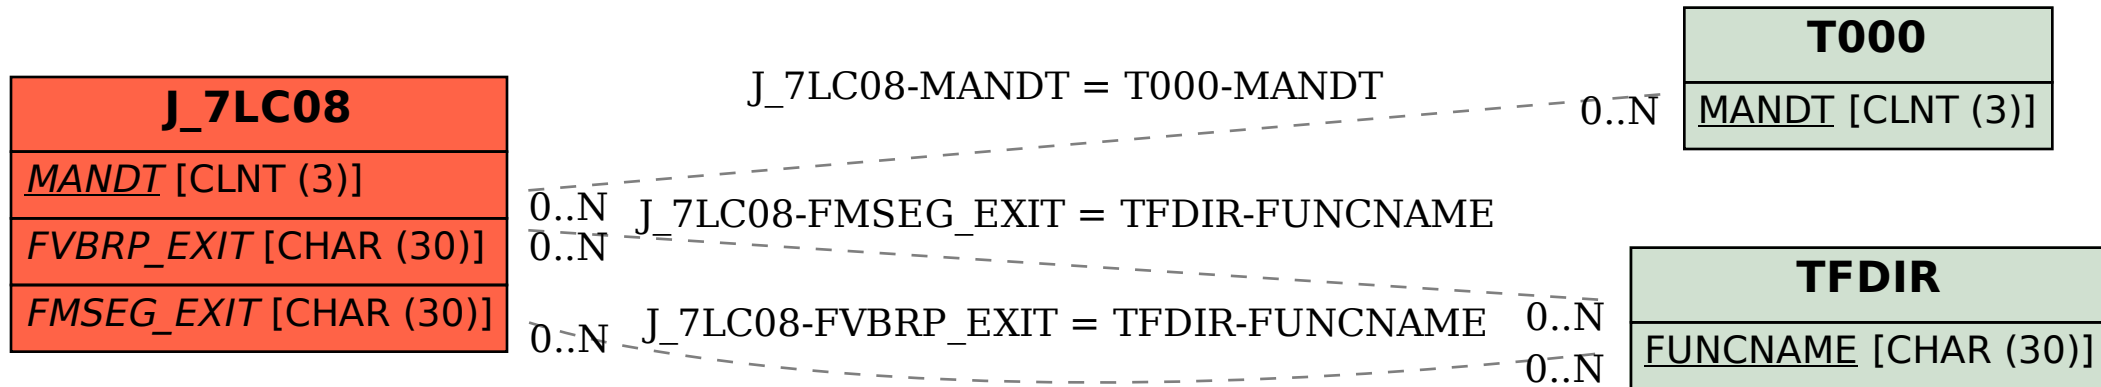 J_7LC08
MANDT [CLNT (3)]
FVBRP_EXIT [CHAR (30)]
FMSEG_EXIT [CHAR (30)]
J_7LC08-MANDT = T000-MANDT
0..N
0..N
J_7LC08-FMSEG_EXIT = TFDIR-FUNCNAME
0..N
0..N
J_7LC08-FVBRP_EXIT = TFDIR-FUNCNAME
0..N
0..N
T000
MANDT [CLNT (3)]
TFDIR
FUNCNAME [CHAR (30)]